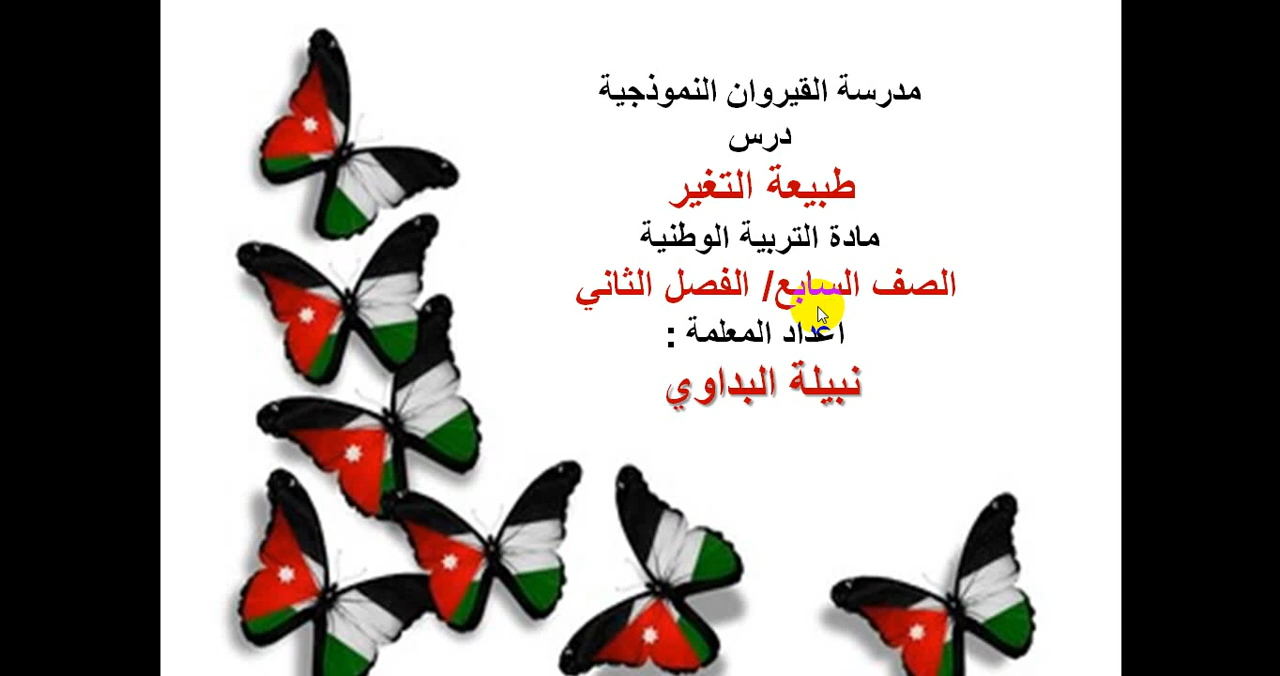 مدرسة القيروان النموذجية
درس
طبيعة التغير
مادة التربية الوطنية
الصف السابع/ الفصل الثاني
اعداد المعلمة :
نبيلة البداوي